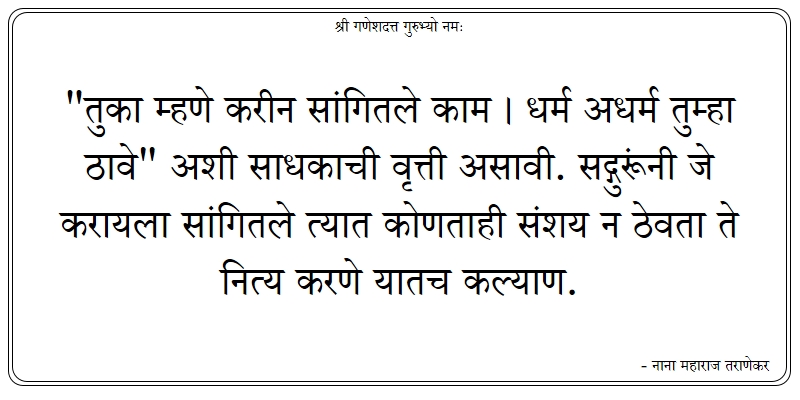 श्री गणेशदत्त गुरुभ्यो नमः
"तुका म्हणे करीन सांगितले काम । धर्म अधर्म तुम्हा
ठावे" अशी साधकाची वृत्ती असावी. सद्गुरूंनी जे
करायला सांगितले त्यात कोणताही संशय न ठेवता ते
नित्य करणे यातच कल्याण.
- नाना महाराज तराणेकर